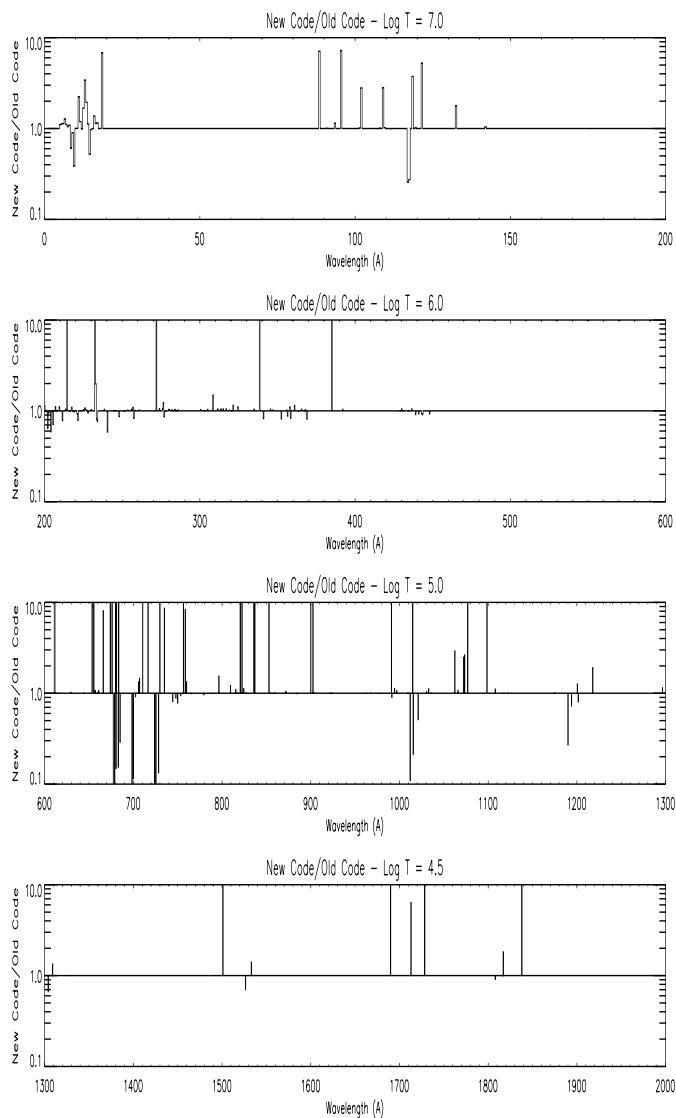 New Code/Old Code – Log T = 7.0
New Code/Old Code
10.0
1.0
0.1
0 50 100 150 200
Wavelength (A)
New Code/Old Code – Log T = 6.0
New Code/Old Code
10.0
1.0
0.1
200 300 400 500 600
Wavelength (A)
New Code/Old Code – Log T = 5.0
New Code/Old Code
10.0
1.0
0.1
600 700 800 900 1000 1100 1200 1300
Wavelength (A)
New Code/Old Code – Log T = 4.5
New Code/Old Code
10.0
1.0
0.1
1300 1400 1500 1600 1700 1800 1900 2000
Wavelength (A)